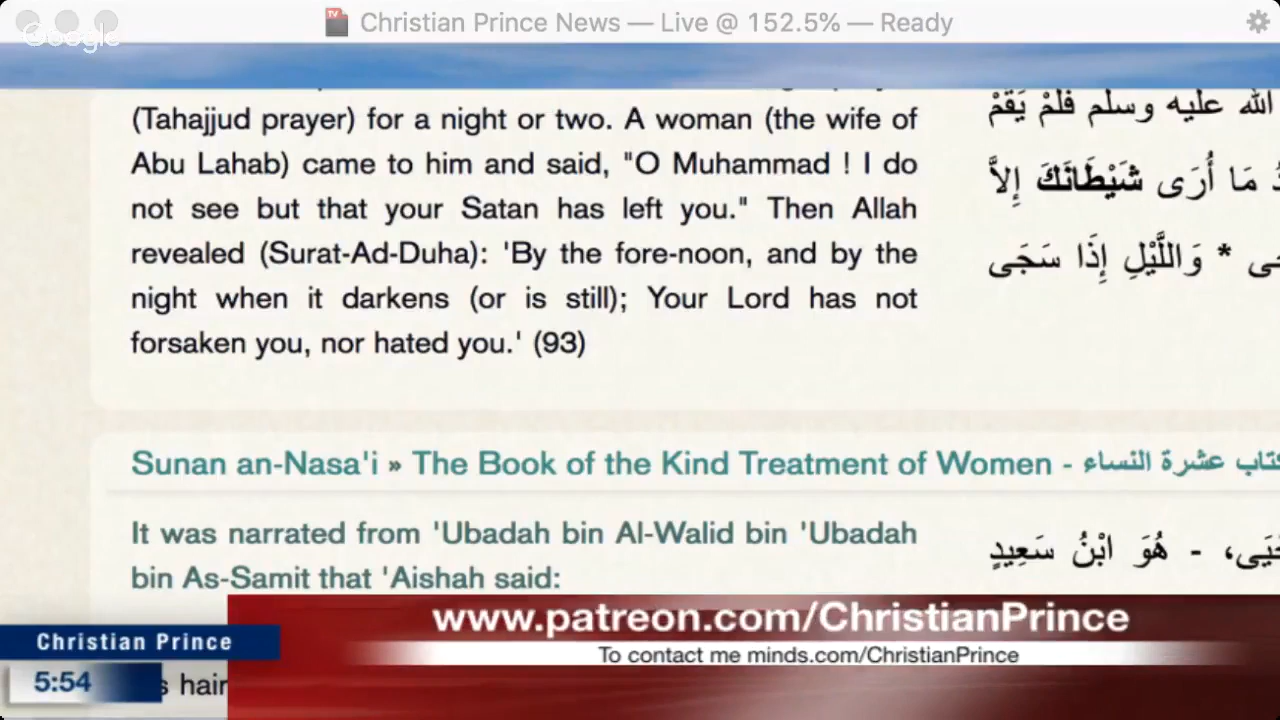 Christian Prince News — Live @ 152.5% — Ready
Google
(Tahajjud prayer) for a night or two. A woman (the wife of
Abu Lahab) came to him and said, "O Muhammad ! I do
not see but that your Satan has left you." Then Allah
revealed (Surat-Ad-Duha): 'By the fore-noon, and by the
night when it darkens (or is still); Your Lord has not
forsaken you, nor hated you.' (93)
الله عليه وسلم فَلَمْ يَقُمْ
مَا أُرَى شَيْطَانَكَ إِلاَّ
* وَاللَّيْلِ إِذَا سَجَى
Sunan an-Nasa'i » The Book of the Kind Treatment of Women - كتاب عشرة النساء
It was narrated from 'Ubadah bin Al-Walid bin 'Ubadah
bin As-Samit that 'Aishah said:
، - هُوَ ابْنُ سَعِيدٍ
hair
www.patreon.com/ChristianPrince
To contact me minds.com/ChristianPrince
Christian Prince
5:54